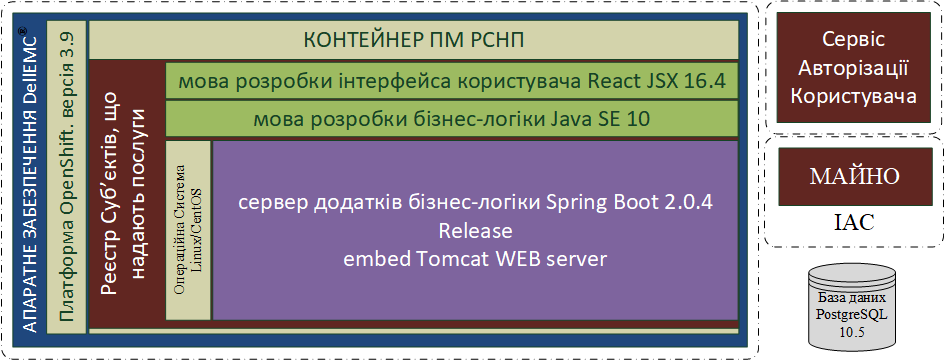 АПАРАТНЕ ЗАБЕЗПЕЧЕННЯ DellEMC®
Платформа OpenShift. версія 3.9
КОНТЕЙНЕР ПМ РСНП
Реєстр Суб’єктів, що
надають послуги
мова розробки інтерфейса користувача React JSX 16.4
мова розробки бізнес-логіки Java SE 10
Операційна Система
Linux/CentOS
сервер додатків бізнес-логіки Spring Boot 2.0.4
Release
embed Tomcat WEB server
Сервіс
Авторізації
Користувача
МАЙНО
ІАС
База даних
PostgreSQL
10.5